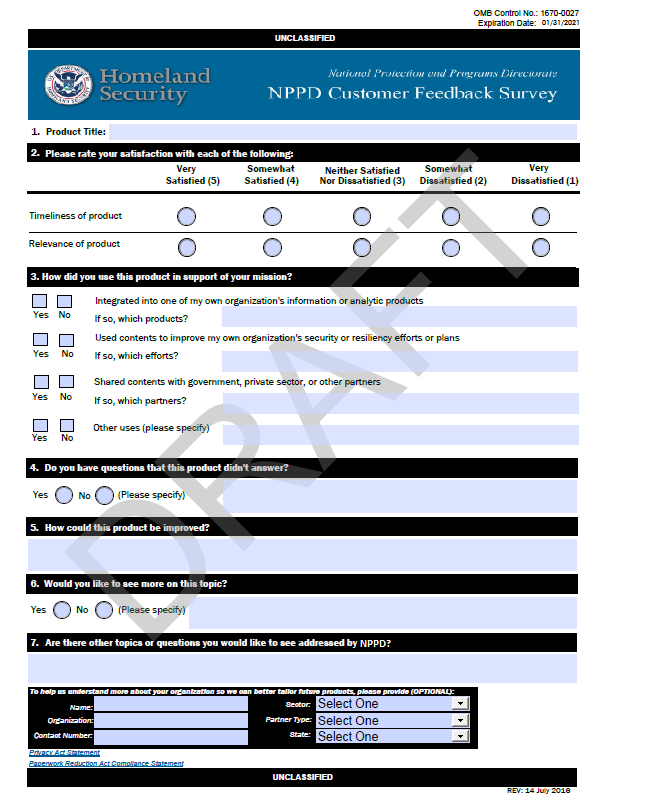 OMB Control No.: 1670-0027
Expiration Date: 01/31/2021
UNCLASSIFIED
Homeland
Security
National Protection and Programs Directorate
NPPD Customer Feedback Survey
1. Product Title:
2. Please rate your satisfaction with each of the following:
Very
Satisfied (5)
Somewhat
Satisfied (4)
Neither Satisfied
Nor Dissatisfied (3)
Somewhat
Dissatisfied (2)
Very
Dissatisfied (1)
Timeliness of product
Relevance of product
3. How did you use this product in support of your mission?
Yes No
Integrated into one of my own organization's information or analytic products
If so, which products?
Yes No
Used contents to improve my own organization's security or resiliency efforts or plans
If so, which efforts?
Yes No
Shared contents with government, private sector, or other partners
If so, which partners?
Yes No
Other uses (please specify)
4. Do you have questions that this product didn't answer?
Yes No (Please specify)
5. How could this product be improved?
6. Would you like to see more on this topic?
Yes No (Please specify)
7. Are there other topics or questions you would like to see addressed by NPPD?
To help us understand more about your organization so we can better tailor future products, please provide (OPTIONAL):
Name:
Sector: Select One
Organization:
Partner Type: Select One
Contact Number:
State: Select One
Privacy Act Statement
Paperwork Reduction Act Compliance Statement
UNCLASSIFIED
REV: 14 July 2016
DRAFT